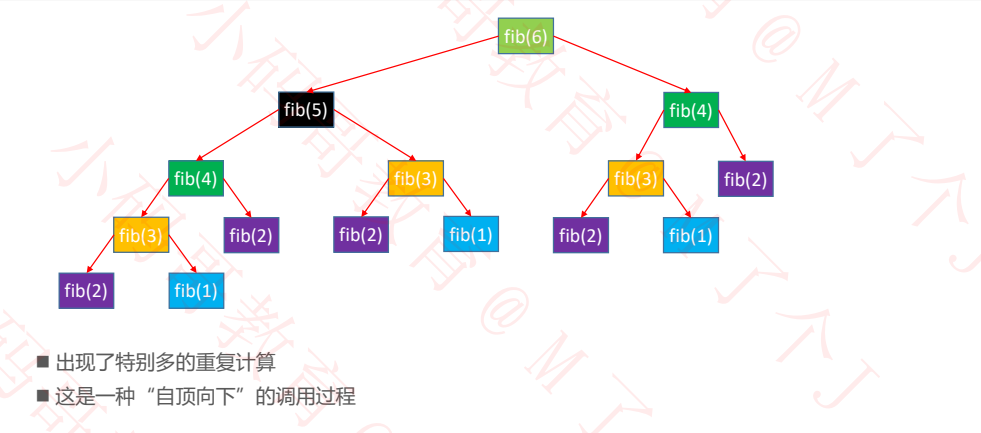 fib(6)
fib(5)
fib(4)
fib(4)
fib(3)
fib(3)
fib(2)
fib(3)
fib(2)
fib(2)
fib(1)
fib(2)
fib(1)
fib(2)
fib(1)
■ 出现了特别多的重复计算
■ 这是一种“自顶向下”的调用过程
小码哥教育@M了个J